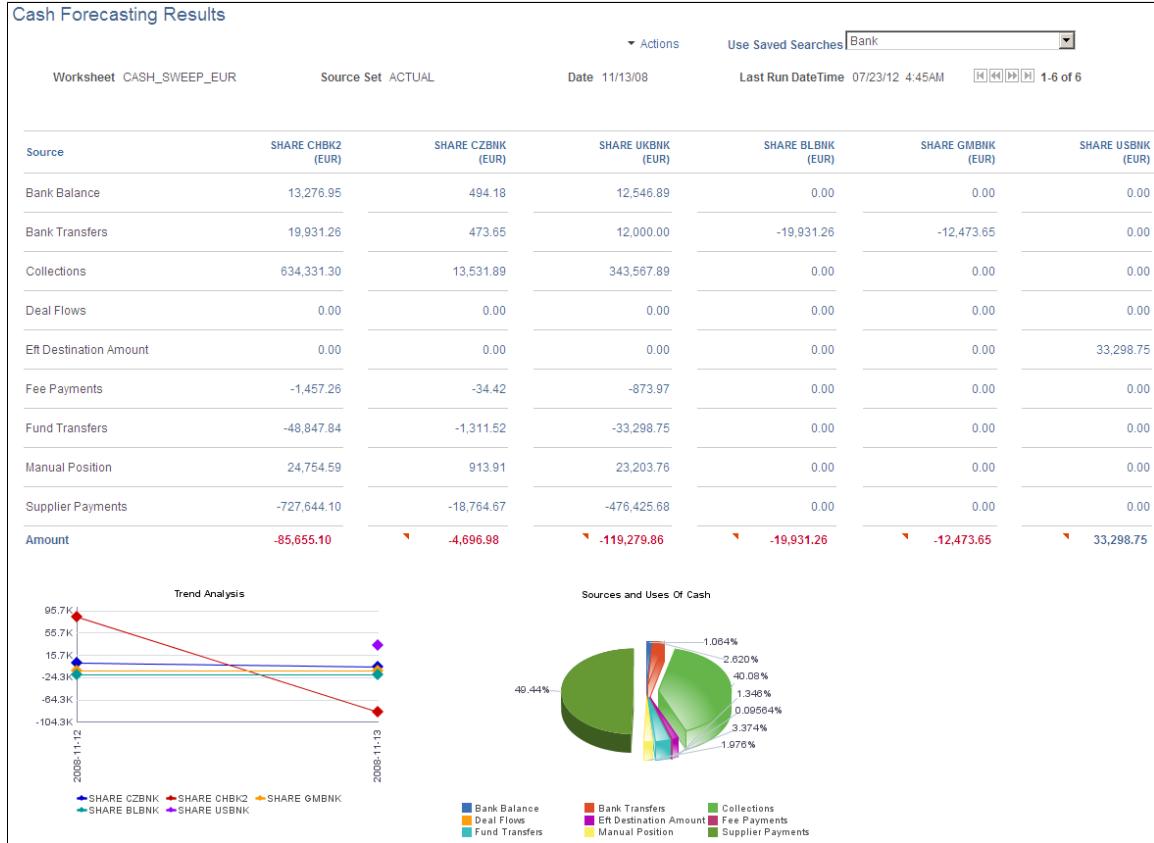 Cash Forecasting Results
Actions
Use Saved Searches Bank
Worksheet CASH_SWEEP_EUR Source Set ACTUAL Date 11/13/08 Last Run DateTime 07/23/12 4:45AM 1-6 of 6
Source SHARE CHBK2 (EUR) SHARE CZBNK (EUR) SHARE UKBNK (EUR) SHARE BLBNK (EUR) SHARE GMBNK (EUR) SHARE USBNK (EUR)
Bank Balance 13,276.95 494.18 12,546.89 0.00 0.00 0.00
Bank Transfers 19,931.26 473.65 12,000.00 -19,931.26 -12,473.65 0.00
Collections 634,331.30 13,531.89 343,567.89 0.00 0.00 0.00
Deal Flows 0.00 0.00 0.00 0.00 0.00 0.00
Eft Destination Amount 0.00 0.00 0.00 0.00 0.00 33,298.75
Fee Payments -1,457.26 -34.42 -873.97 0.00 0.00 0.00
Fund Transfers -48,847.84 -1,311.52 -33,298.75 0.00 0.00 0.00
Manual Position 24,754.59 913.91 23,203.76 0.00 0.00 0.00
Supplier Payments -727,644.10 -18,764.67 -476,425.68 0.00 0.00 0.00
Amount -85,655.10 -4,696.98 -119,279.86 -19,931.26 -12,473.65 33,298.75
Trend Analysis
95.7K
55.7K
15.7K
-24.3K
-64.3K
-104.3K
2008-11-12
2008-11-13
SHARE CZBNK SHARE CHBK2 SHARE GMBNK
SHARE BLBNK SHARE USBNK
Sources and Uses Of Cash
1.064%
2.620%
40.08%
1.346%
0.09564%
3.374%
1.976%
49.44%
Bank Balance Bank Transfers Collections
Deal Flows Eft Destination Amount Fee Payments
Fund Transfers Manual Position Supplier Payments